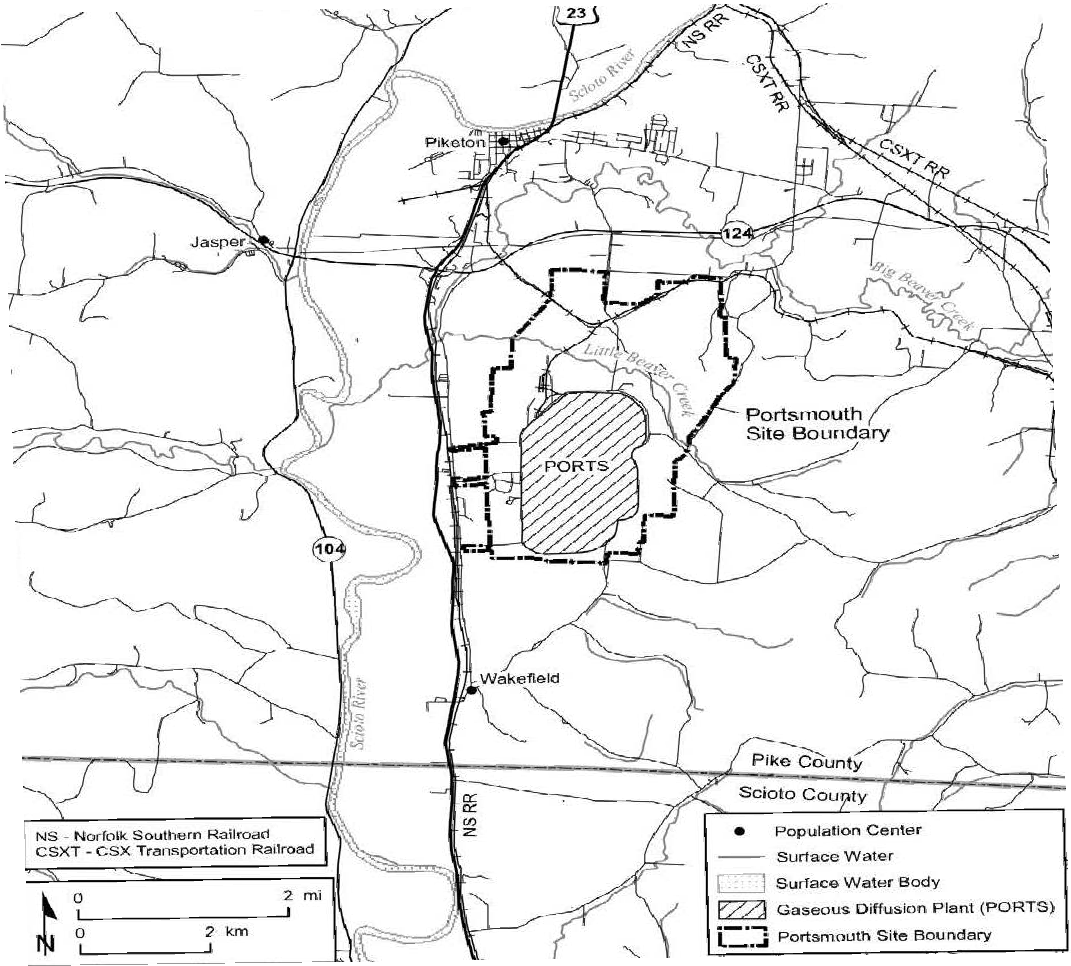 23
NS RR
Scioto River
CSXT RR
Piketon
CSXT RR
124
Jasper
Big Beaver
Creek
Little Beaver
Creek
Portsmouth
Site Boundary
PORTS
104
Wakefield
Scioto River
Pike County
Scioto County
NS RR
NS - Norfolk Southern Railroad
CSXT - CSX Transportation Railroad
0 2 mi
0 2 km
N
Population Center
Surface Water
Surface Water Body
Gaseous Diffusion Plant (PORTS)
Portsmouth Site Boundary